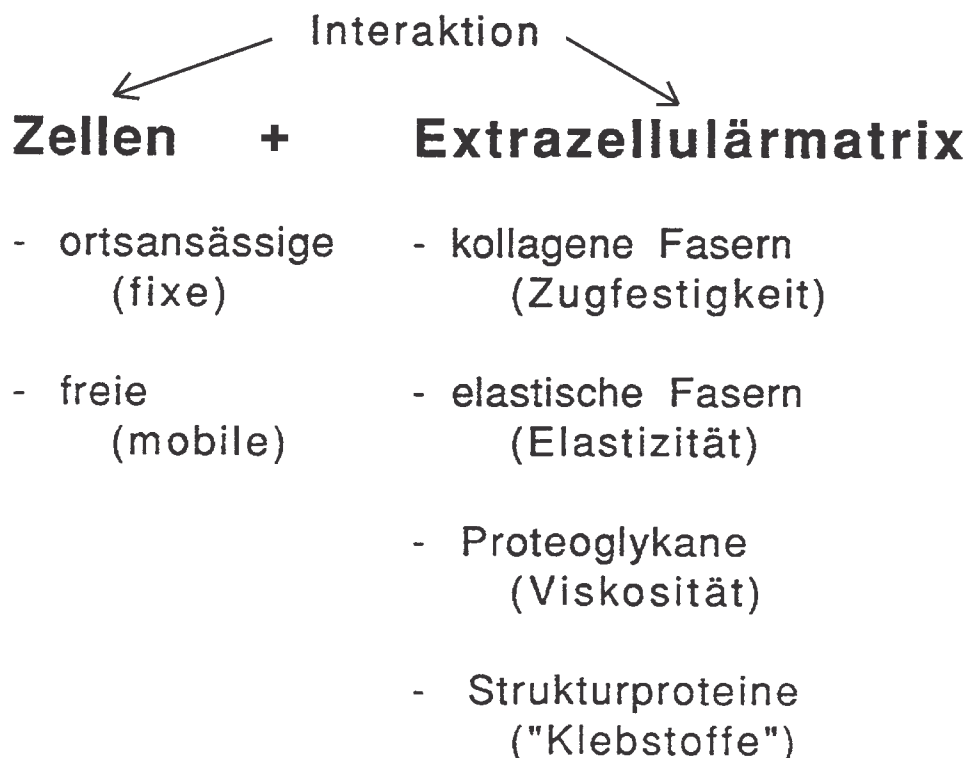 Interaktion
Zellen + Extrazellulärmatrix
- ortsansässige
(fixe)
- freie
(mobile)
- kollagene Fasern
(Zugfestigkeit)
- elastische Fasern
(Elastizität)
- Proteoglykane
(Viskosität)
- Strukturproteine
("Klebstoffe")